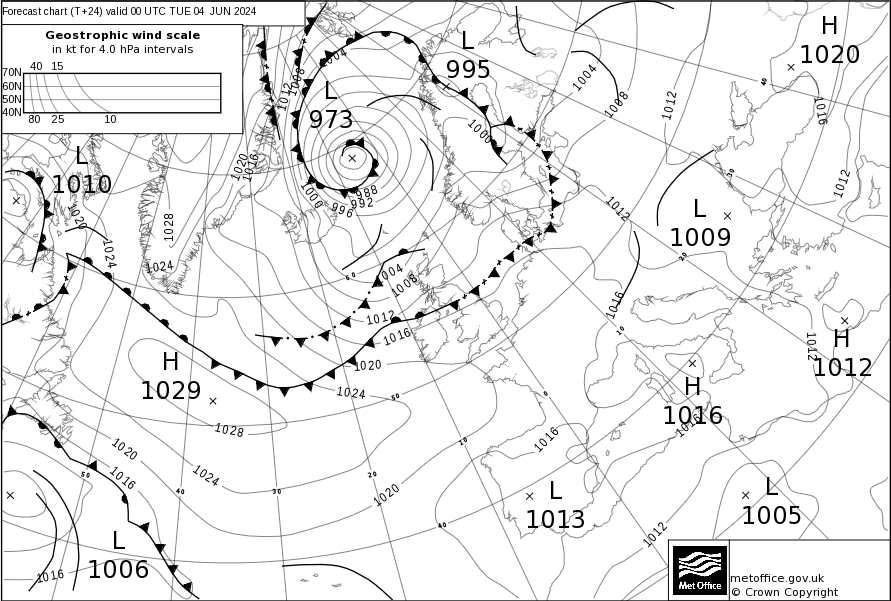 Forecast chart (T+24) valid 00 UTC TUE 04 JUN 2024
Geostrophic wind scale
in kt for 4.0 hPa intervals
40 15
70N
60N
50N
40N
80 25 10
L
973
L
995
H
1020
L
1010
L
1009
H
1029
H
1012
H
1016
L
1013
L
1005
L
1006
1004
1008
1012
1020
1016
1000
988
992
996
1000
1004
1008
1012
1016
1012
1028
1020
1024
1024
1004
1008
1012
1016
1020
1024
1028
1012
1016
1012
1016
1016
1012
1020
1016
1024
1020
1016
60
50
40
30
20
10
0
10
20
30
40
50
40
Met Office
metoffice.gov.uk
© Crown Copyright